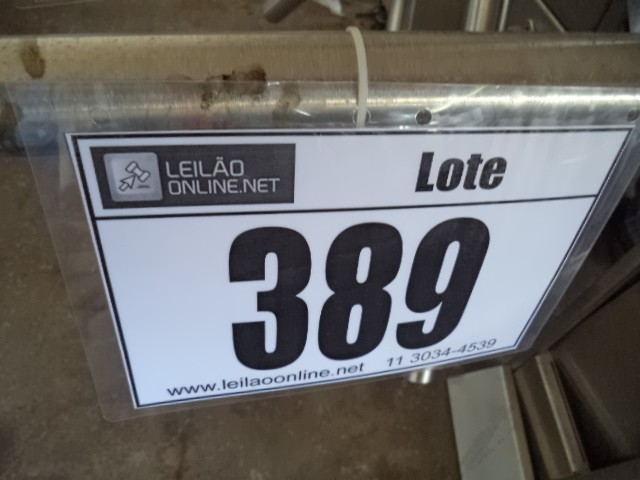 LEILÃO
ONLINE.NET
Lote
389
www.leilaoonline.net 11 3034-4539